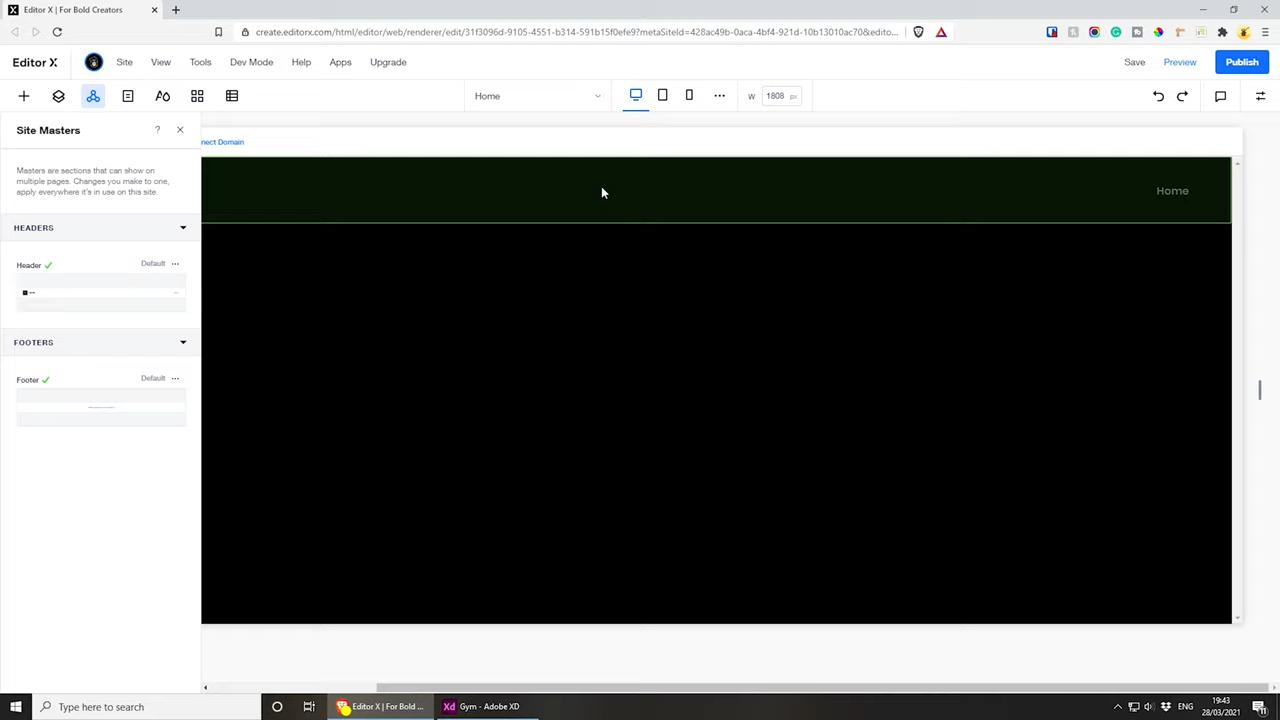 Editor X | For Bold Creators
create.editorx.com/html/editor/web/renderer/edit/31f3096d-9105-4551-b314-591b15f0efe9?metaSiteId=428ac49b-0aca-4bf4-921d-10b13010ac70&edito...
Editor X
Site
View
Tools
Dev Mode
Help
Apps
Upgrade
Save
Preview
Publish
Home
W
1808 px
Site Masters
?
nect Domain
Masters are sections that can show on
multiple pages. Changes you make to one,
apply everywhere it's in use on this site.
Home
HEADERS
Header
Default
FOOTERS
Footer
Default
Type here to search
Editor X | For Bold ...
Gym - Adobe XD
ENG
19:43
28/03/2021